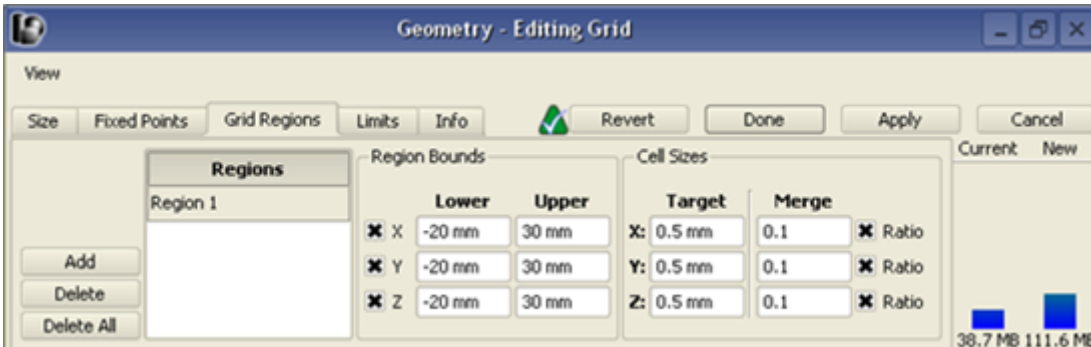 Geometry - Editing Grid
View
Size Fixed Points Grid Regions Limits Info Revert Done Apply Cancel
Regions Region Bounds Cell Sizes Current New
Region 1 Lower Upper Target Merge
X -20 mm 30 mm X: 0.5 mm 0.1 Ratio
Add Y -20 mm 30 mm Y: 0.5 mm 0.1 Ratio
Delete Z -20 mm 30 mm Z: 0.5 mm 0.1 Ratio
Delete All 38.7 MB 111.6 MB